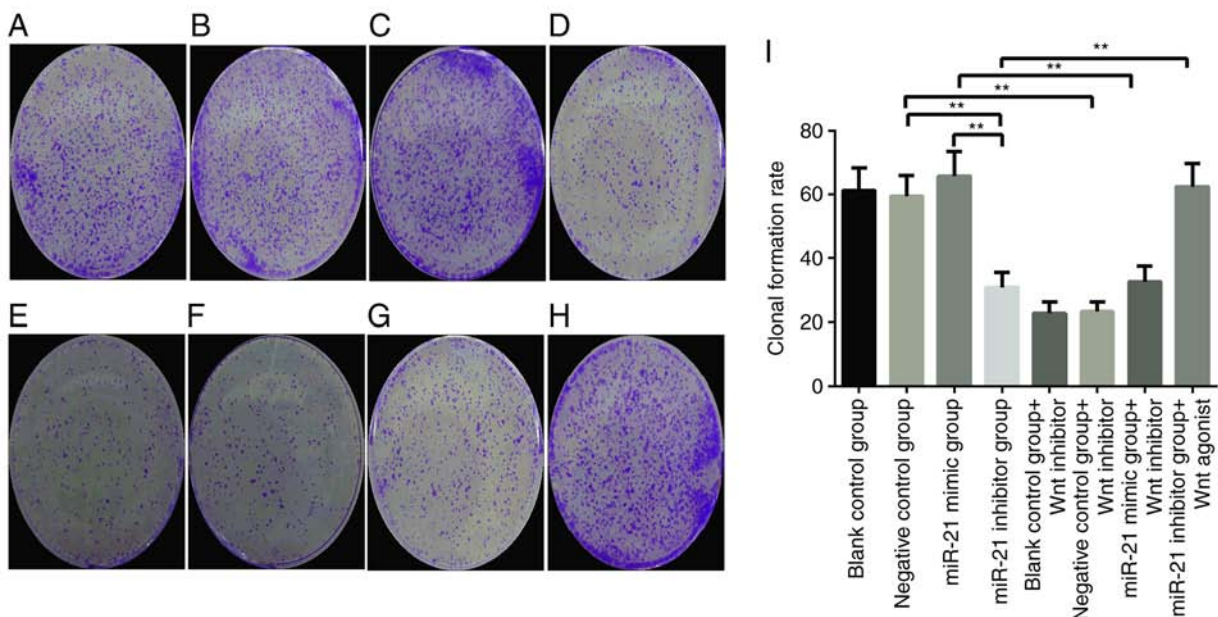 A
B
C
D
E
F
G
H
I
**
**
**
**
**
Clonal formation rate
80
60
40
20
0
Blank control group
Negative control group
miR-21 mimic group
miR-21 inhibitor group
Blank control group+
Wnt inhibitor
Negative control group+
Wnt inhibitor
miR-21 mimic group+
Wnt inhibitor
miR-21 inhibitor group+
Wnt agonist